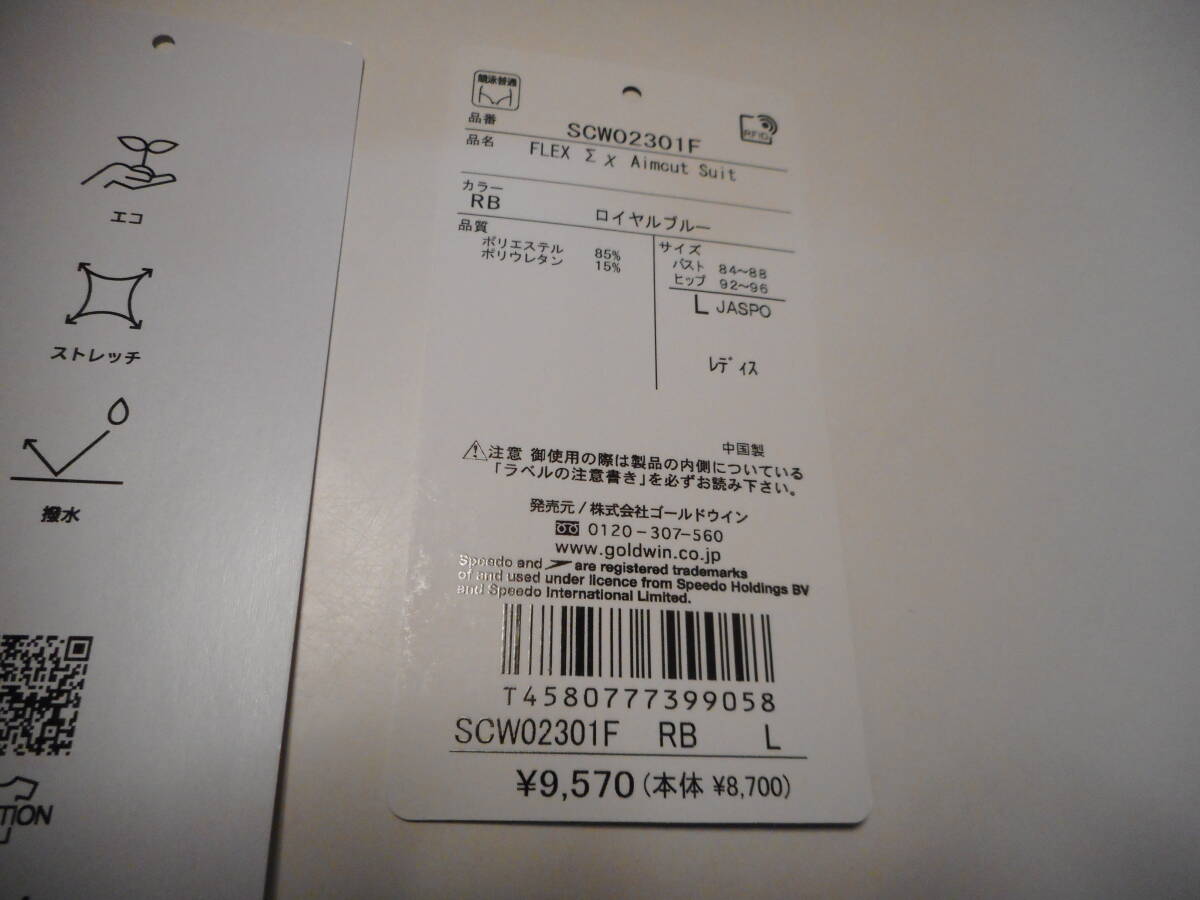 エコ
ストレッチ
撥水
TION
競泳普通
RFID
品番 SCW02301F
品名 FLEX Σχ Aimcut Suit
カラー
RB ロイヤルブルー
品質
ポリエステル 85%
ポリウレタン 15%
サイズ
バスト 84~88
ヒップ 92~96
L JASPO
レディス
中国製
注意 御使用の際は製品の内側についている
「ラベルの注意書き」を必ずお読み下さい。
発売元/株式会社ゴールドウイン
0120-307-560
www.goldwin.co.jp
Speedo and are registered trademarks
of and used under licence from Speedo Holdings BV
and Speedo International Limited.
T4580777399058
SCW02301F RB L
¥9,570(本体 ¥8,700)